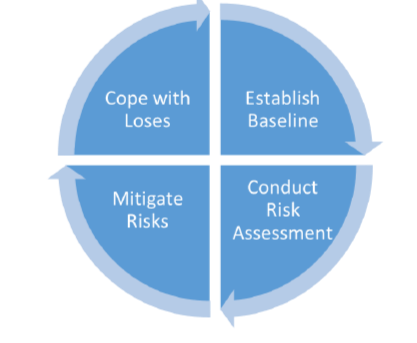 Cope with
Loses
Establish
Baseline
Mitigate
Risks
Conduct
Risk
Assessment